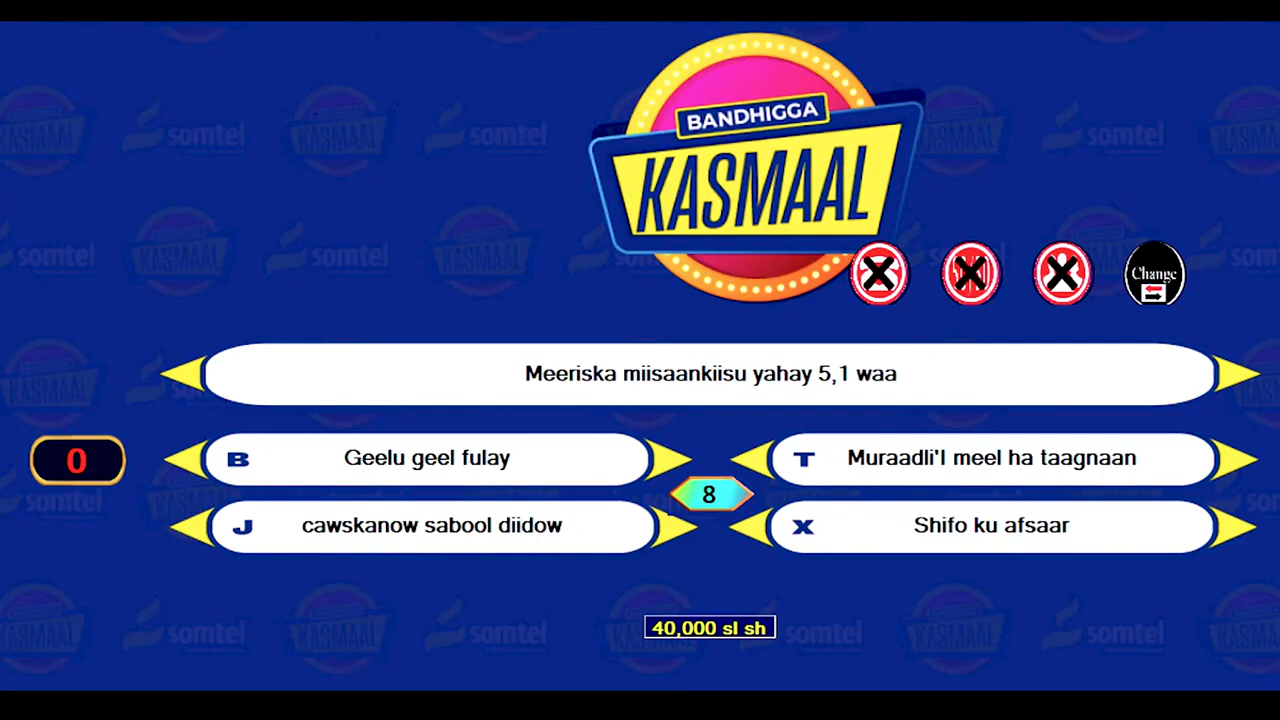 BANDHIGGA
KASMAAL
Change
Meeriska miisaankiisu yahay 5,1 waa
0
B Geelu geel fulay
T Muraadli'l meel ha taagnaan
8
J cawskanow sabool diidow
X Shifo ku afsaar
40,000 sl sh
somtel